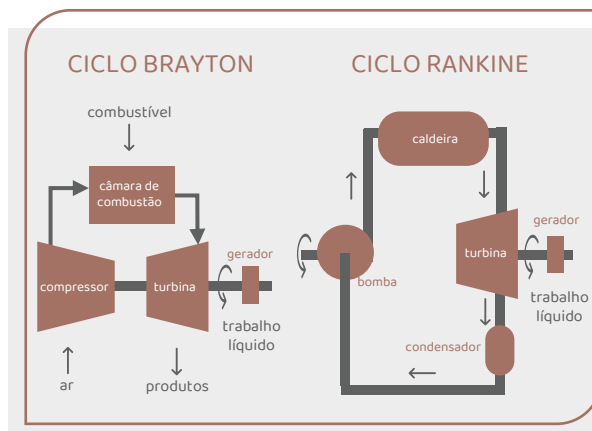 CICLO BRAYTON
combustível
câmara de
combustão
compressor
turbina
gerador
trabalho
líquido
ar
produtos
CICLO RANKINE
caldeira
bomba
turbina
gerador
trabalho
líquido
condensador